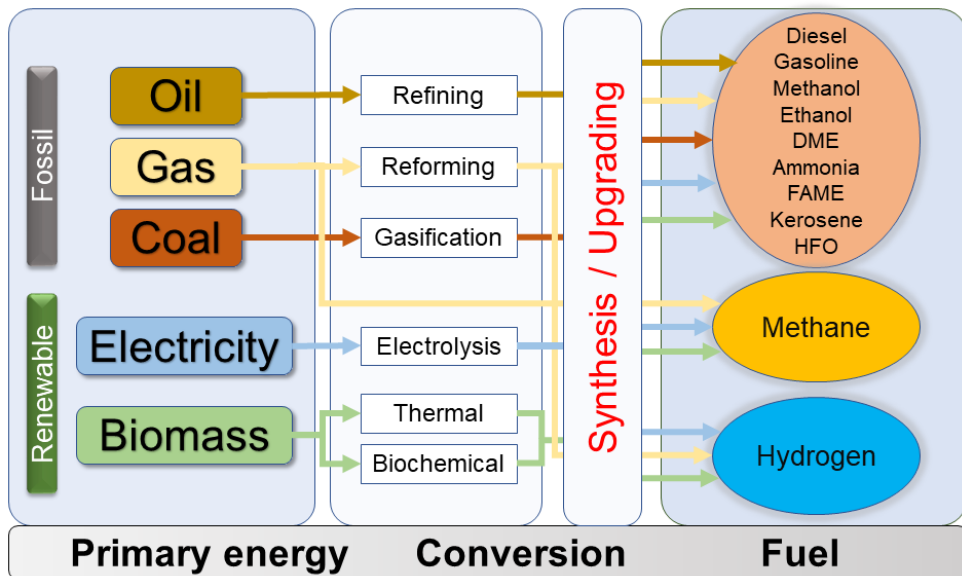 Fossil
Oil
Gas
Coal
Renewable
Electricity
Biomass
Refining
Reforming
Gasification
Electrolysis
Thermal
Biochemical
Synthesis / Upgrading
Diesel
Gasoline
Methanol
Ethanol
DME
Ammonia
FAME
Kerosene
HFO
Methane
Hydrogen
Primary energy
Conversion
Fuel